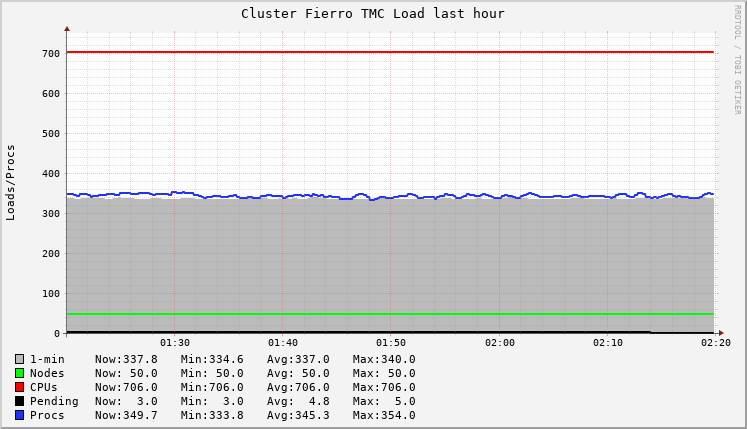 Cluster Fierro TMC Load last hour
RRDTOOL / TOBI OETIKER
Loads/Procs
700
600
500
400
300
200
100
0
01:30 01:40 01:50 02:00 02:10 02:20
1-min Now:337.8 Min:334.6 Avg:337.0 Max:340.0
Nodes Now: 50.0 Min: 50.0 Avg: 50.0 Max: 50.0
CPUs Now:706.0 Min:706.0 Avg:706.0 Max:706.0
Pending Now: 3.0 Min: 3.0 Avg: 4.8 Max: 5.0
Procs Now:349.7 Min:333.8 Avg:345.3 Max:354.0